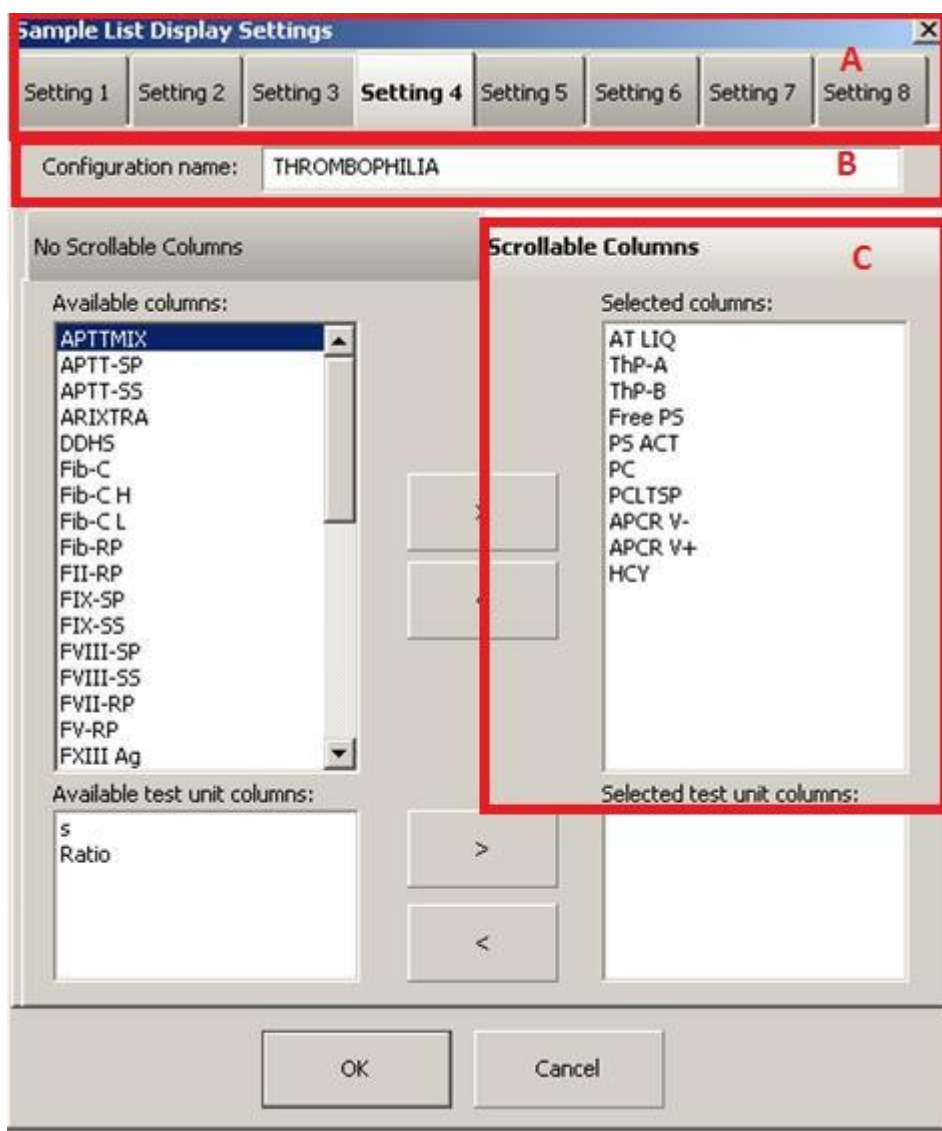 Sample List Display Settings
A
Setting 1 Setting 2 Setting 3 Setting 4 Setting 5 Setting 6 Setting 7 Setting 8
Configuration name: THROMBOPHILIA B
No Scrollable Columns Scrollable Columns C
Available columns:
APTTMIX
APTT-SP
APTT-SS
ARIXTRA
DDHS
Fib-C
Fib-C H
Fib-C L
Fib-RP
FII-RP
FIX-SP
FIX-SS
FVIII-SP
FVIII-SS
FVII-RP
FV-RP
FXIII Ag
>
<
Selected columns:
AT LIQ
ThP-A
ThP-B
Free PS
PS ACT
PC
PCLTSP
APCR V-
APCR V+
HCY
Available test unit columns:
s
Ratio
>
<
Selected test unit columns:
OK Cancel